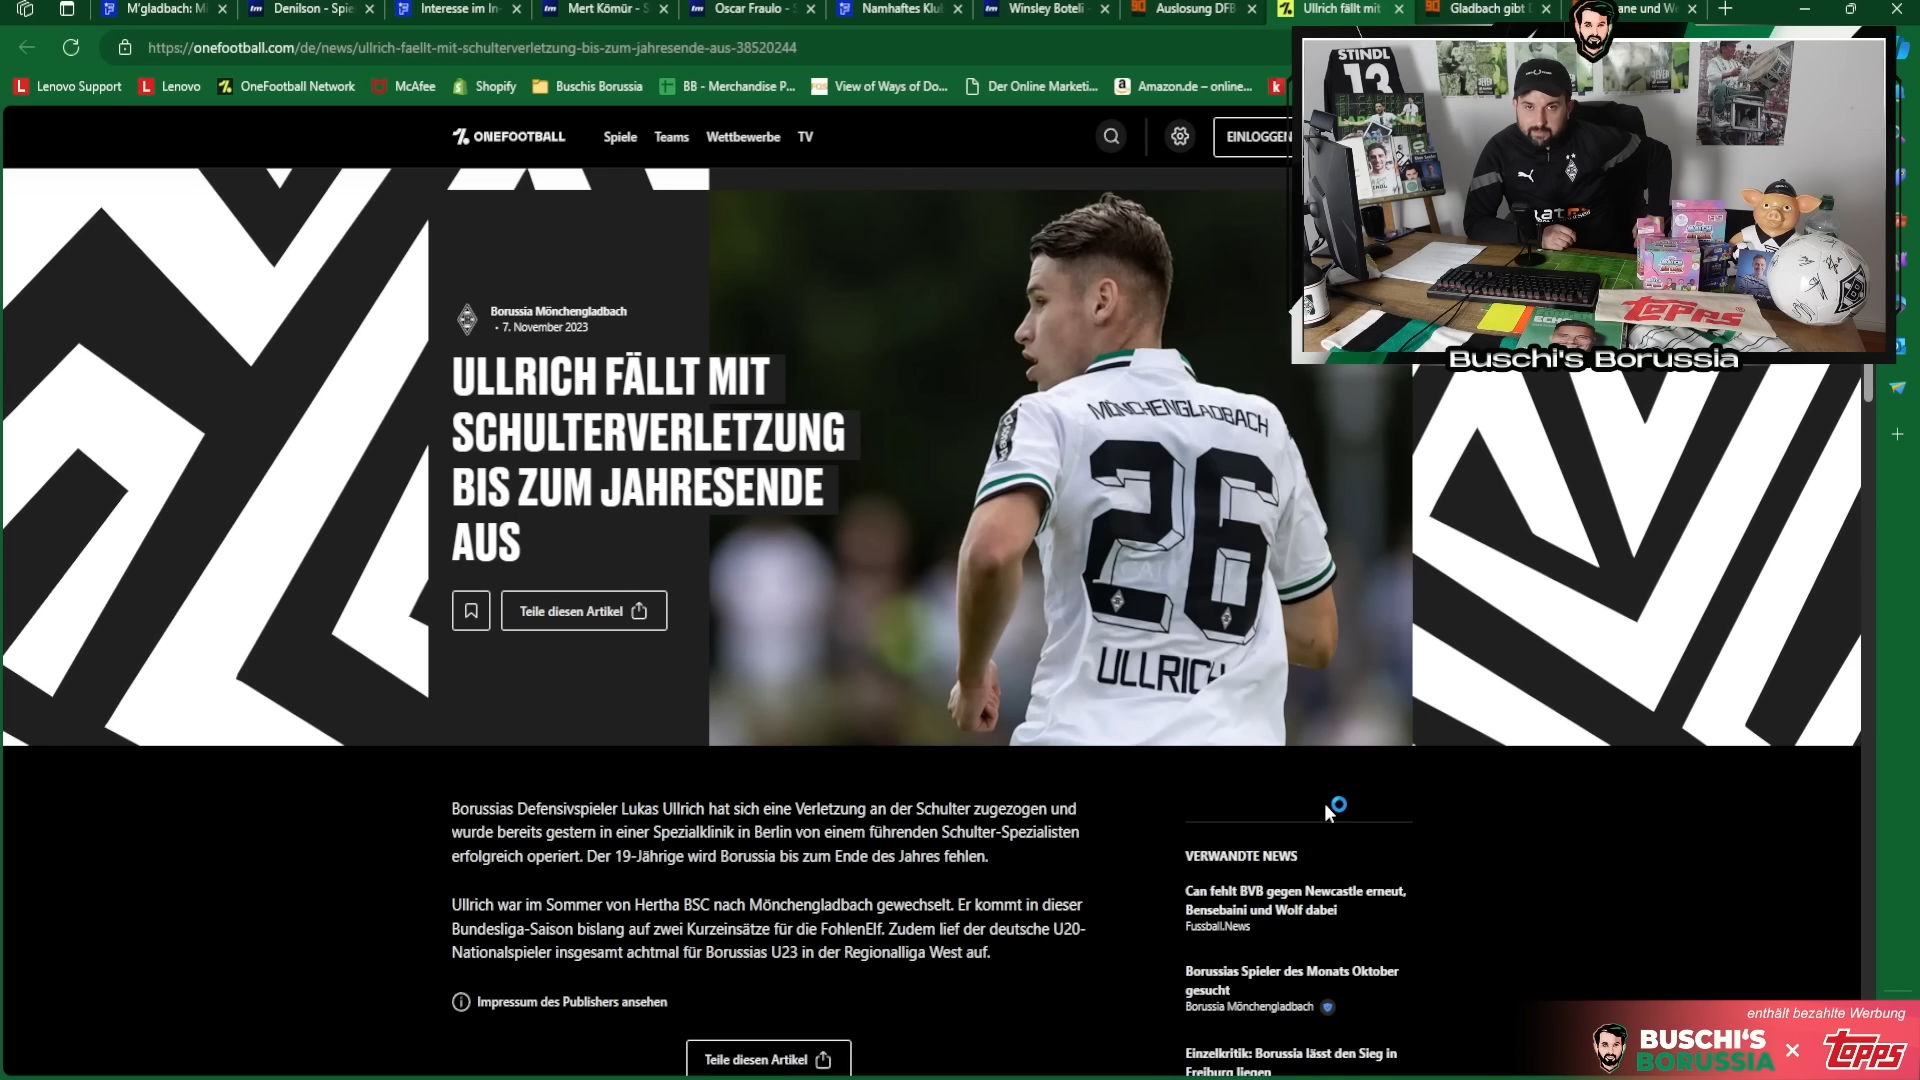 M'gladbach: M
Denilson - Spie
Interesse im In
Mert Kömür - S
Oscar Fraulo - S
Namhaftes Klu
Winsley Boteli -
Auslosung DFB
Ullrich fällt mit
Gladbach gibt D
ane und W
https://onefootball.com/de/news/ullrich-faellt-mit-schulterverletzung-bis-zum-jahresende-aus-38520244
Lenovo Support
Lenovo
OneFootball Network
McAfee
Shopify
Buschis Borussia
BB - Merchandise P...
View of Ways of Do...
Der Online Marketi...
Amazon.de – online...
STINDL
13
ONEFOOTBALL
Spiele
Teams
Wettbewerbe
TV
EINLOGGEN
TOPPS
Buschi's Borussia
Borussia Mönchengladbach
• 7. November 2023
ULLRICH FÄLLT MIT
SCHULTERVERLETZUNG
BIS ZUM JAHRESENDE
AUS
Teile diesen Artikel
MÖNCHENGLADBACH
26
ULLRICH
Borussias Defensivspieler Lukas Ullrich hat sich eine Verletzung an der Schulter zugezogen und
wurde bereits gestern in einer Spezialklinik in Berlin von einem führenden Schulter-Spezialisten
erfolgreich operiert. Der 19-Jährige wird Borussia bis zum Ende des Jahres fehlen.
Ullrich war im Sommer von Hertha BSC nach Mönchengladbach gewechselt. Er kommt in dieser
Bundesliga-Saison bislang auf zwei Kurzeinsätze für die FohlenElf. Zudem lief der deutsche U20-
Nationalspieler insgesamt achtmal für Borussias U23 in der Regionalliga West auf.
Impressum des Publishers ansehen
Teile diesen Artikel
VERWANDTE NEWS
Can fehlt BVB gegen Newcastle erneut,
Bensebaini und Wolf dabei
Fussball.News
Borussias Spieler des Monats Oktober
gesucht
Borussia Mönchengladbach
Einzelkritik: Borussia lässt den Sieg in
Freiburg liegen
enthält bezahlte Werbung
BUSCHI'S
BORUSSIA
×
TOPPS